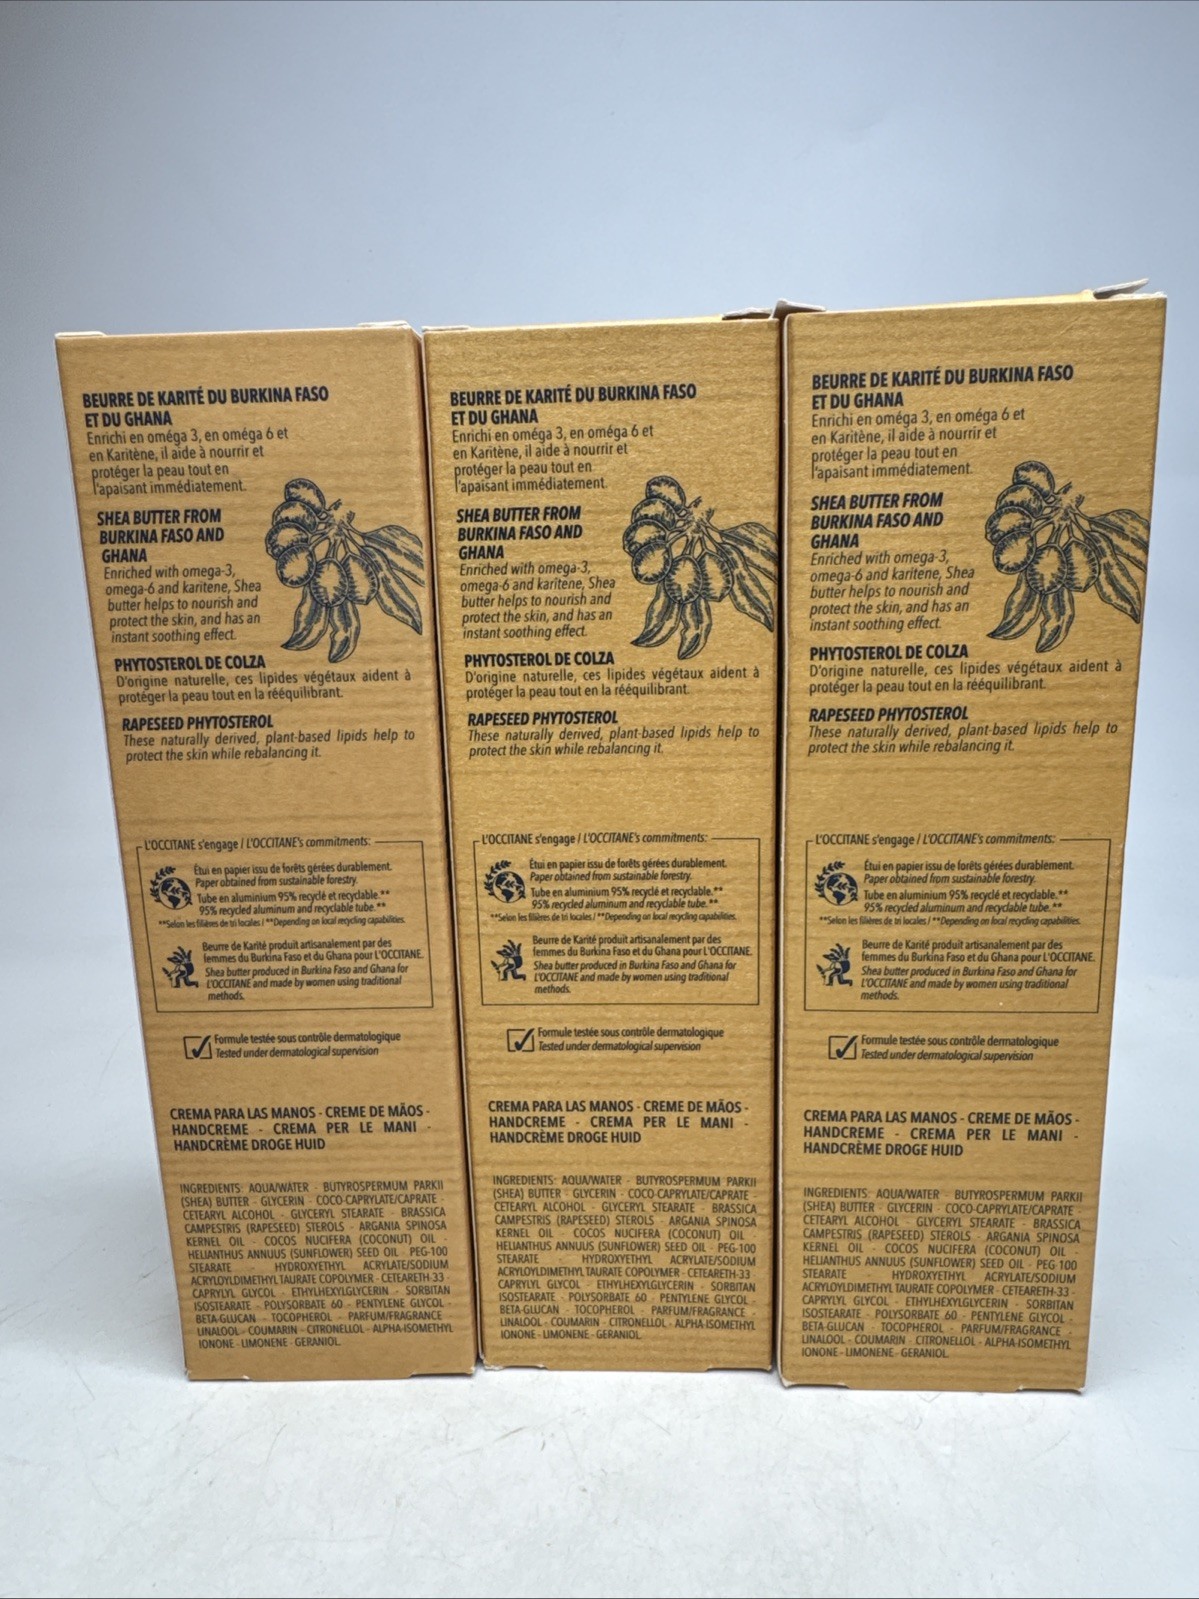 BEURRE DE KARITÉ DU BURKINA FASO
ET DU GHANA
Enrichi en oméga 3, en oméga 6 et
en Karitène, il aide à nourrir et
protéger la peau tout en
l'apaisant immédiatement.
SHEA BUTTER FROM
BURKINA FASO AND
GHANA
Enriched with omega-3,
omega-6 and karitene, Shea
butter helps to nourish and
protect the skin, and has an
instant soothing effect.
PHYTOSTEROL DE COLZA
D'origine naturelle, ces lipides végétaux aident à
protéger la peau tout en la rééquilibrant.
RAPESEED PHYTOSTEROL
These naturally derived, plant-based lipids help to
protect the skin while rebalancing it.
L'OCCITANE s'engage / L'OCCITANE's commitments:
Étui en papier issu de forêts gérées durablement.
Paper obtained from sustainable forestry.
Tube en aluminium 95% recyclé et recyclable.**
95% recycled aluminum and recyclable tube.**
**Selon les filières de tri locales / **Depending on local recycling capabilities.
Beurre de Karité produit artisanalement par des
femmes du Burkina Faso et du Ghana pour L'OCCITANE.
Shea butter produced in Burkina Faso and Ghana for
L'OCCITANE and made by women using traditional
methods.
Formule testée sous contrôle dermatologique
Tested under dermatological supervision
CREMA PARA LAS MANOS - CREME DE MÃOS -
HANDCREME - CREMA PER LE MANI -
HANDCRÈME DROGE HUID
INGREDIENTS: AQUA/WATER - BUTYROSPERMUM PARKII
(SHEA) BUTTER - GLYCERIN - COCO-CAPRYLATE/CAPRATE -
CETEARYL ALCOHOL - GLYCERYL STEARATE - BRASSICA
CAMPESTRIS (RAPESEED) STEROLS - ARGANIA SPINOSA
KERNEL OIL - COCOS NUCIFERA (COCONUT) OIL -
HELIANTHUS ANNUUS (SUNFLOWER) SEED OIL - PEG-100
STEARATE - HYDROXYETHYL ACRYLATE/SODIUM
ACRYLOYLDIMETHYL TAURATE COPOLYMER - CETEARETH-33 -
CAPRYLYL GLYCOL - ETHYLHEXYLGLYCERIN - SORBITAN
ISOSTEARATE - POLYSORBATE 60 - PENTYLENE GLYCOL -
BETA-GLUCAN - TOCOPHEROL - PARFUM/FRAGRANCE -
LINALOOL - COUMARIN - CITRONELLOL - ALPHA-ISOMETHYL
IONONE - LIMONENE - GERANIOL.
BEURRE DE KARITÉ DU BURKINA FASO
ET DU GHANA
Enrichi en oméga 3, en oméga 6 et
en Karitène, il aide à nourrir et
protéger la peau tout en
l'apaisant immédiatement.
SHEA BUTTER FROM
BURKINA FASO AND
GHANA
Enriched with omega-3,
omega-6 and karitene, Shea
butter helps to nourish and
protect the skin, and has an
instant soothing effect.
PHYTOSTEROL DE COLZA
D'origine naturelle, ces lipides végétaux aident à
protéger la peau tout en la rééquilibrant.
RAPESEED PHYTOSTEROL
These naturally derived, plant-based lipids help to
protect the skin while rebalancing it.
L'OCCITANE s'engage / L'OCCITANE's commitments:
Étui en papier issu de forêts gérées durablement.
Paper obtained from sustainable forestry.
Tube en aluminium 95% recyclé et recyclable.**
95% recycled aluminum and recyclable tube.**
**Selon les filières de tri locales / **Depending on local recycling capabilities.
Beurre de Karité produit artisanalement par des
femmes du Burkina Faso et du Ghana pour L'OCCITANE.
Shea butter produced in Burkina Faso and Ghana for
L'OCCITANE and made by women using traditional
methods.
Formule testée sous contrôle dermatologique
Tested under dermatological supervision
CREMA PARA LAS MANOS - CREME DE MÃOS -
HANDCREME - CREMA PER LE MANI -
HANDCRÈME DROGE HUID
INGREDIENTS: AQUA/WATER - BUTYROSPERMUM PARKII
(SHEA) BUTTER - GLYCERIN - COCO-CAPRYLATE/CAPRATE -
CETEARYL ALCOHOL - GLYCERYL STEARATE - BRASSICA
CAMPESTRIS (RAPESEED) STEROLS - ARGANIA SPINOSA
KERNEL OIL - COCOS NUCIFERA (COCONUT) OIL -
HELIANTHUS ANNUUS (SUNFLOWER) SEED OIL - PEG-100
STEARATE - HYDROXYETHYL ACRYLATE/SODIUM
ACRYLOYLDIMETHYL TAURATE COPOLYMER - CETEARETH-33 -
CAPRYLYL GLYCOL - ETHYLHEXYLGLYCERIN - SORBITAN
ISOSTEARATE - POLYSORBATE 60 - PENTYLENE GLYCOL -
BETA-GLUCAN - TOCOPHEROL - PARFUM/FRAGRANCE -
LINALOOL - COUMARIN - CITRONELLOL - ALPHA-ISOMETHYL
IONONE - LIMONENE - GERANIOL.
BEURRE DE KARITÉ DU BURKINA FASO
ET DU GHANA
Enrichi en oméga 3, en oméga 6 et
en Karitène, il aide à nourrir et
protéger la peau tout en
l'apaisant immédiatement.
SHEA BUTTER FROM
BURKINA FASO AND
GHANA
Enriched with omega-3,
omega-6 and karitene, Shea
butter helps to nourish and
protect the skin, and has an
instant soothing effect.
PHYTOSTEROL DE COLZA
D'origine naturelle, ces lipides végétaux aident à
protéger la peau tout en la rééquilibrant.
RAPESEED PHYTOSTEROL
These naturally derived, plant-based lipids help to
protect the skin while rebalancing it.
L'OCCITANE s'engage / L'OCCITANE's commitments:
Étui en papier issu de forêts gérées durablement.
Paper obtained from sustainable forestry.
Tube en aluminium 95% recyclé et recyclable.**
95% recycled aluminum and recyclable tube.**
**Selon les filières de tri locales / **Depending on local recycling capabilities.
Beurre de Karité produit artisanalement par des
femmes du Burkina Faso et du Ghana pour L'OCCITANE.
Shea butter produced in Burkina Faso and Ghana for
L'OCCITANE and made by women using traditional
methods.
Formule testée sous contrôle dermatologique
Tested under dermatological supervision
CREMA PARA LAS MANOS - CREME DE MÃOS -
HANDCREME - CREMA PER LE MANI -
HANDCRÈME DROGE HUID
INGREDIENTS: AQUA/WATER - BUTYROSPERMUM PARKII
(SHEA) BUTTER - GLYCERIN - COCO-CAPRYLATE/CAPRATE -
CETEARYL ALCOHOL - GLYCERYL STEARATE - BRASSICA
CAMPESTRIS (RAPESEED) STEROLS - ARGANIA SPINOSA
KERNEL OIL - COCOS NUCIFERA (COCONUT) OIL -
HELIANTHUS ANNUUS (SUNFLOWER) SEED OIL - PEG-100
STEARATE - HYDROXYETHYL ACRYLATE/SODIUM
ACRYLOYLDIMETHYL TAURATE COPOLYMER - CETEARETH-33 -
CAPRYLYL GLYCOL - ETHYLHEXYLGLYCERIN - SORBITAN
ISOSTEARATE - POLYSORBATE 60 - PENTYLENE GLYCOL -
BETA-GLUCAN - TOCOPHEROL - PARFUM/FRAGRANCE -
LINALOOL - COUMARIN - CITRONELLOL - ALPHA-ISOMETHYL
IONONE - LIMONENE - GERANIOL.